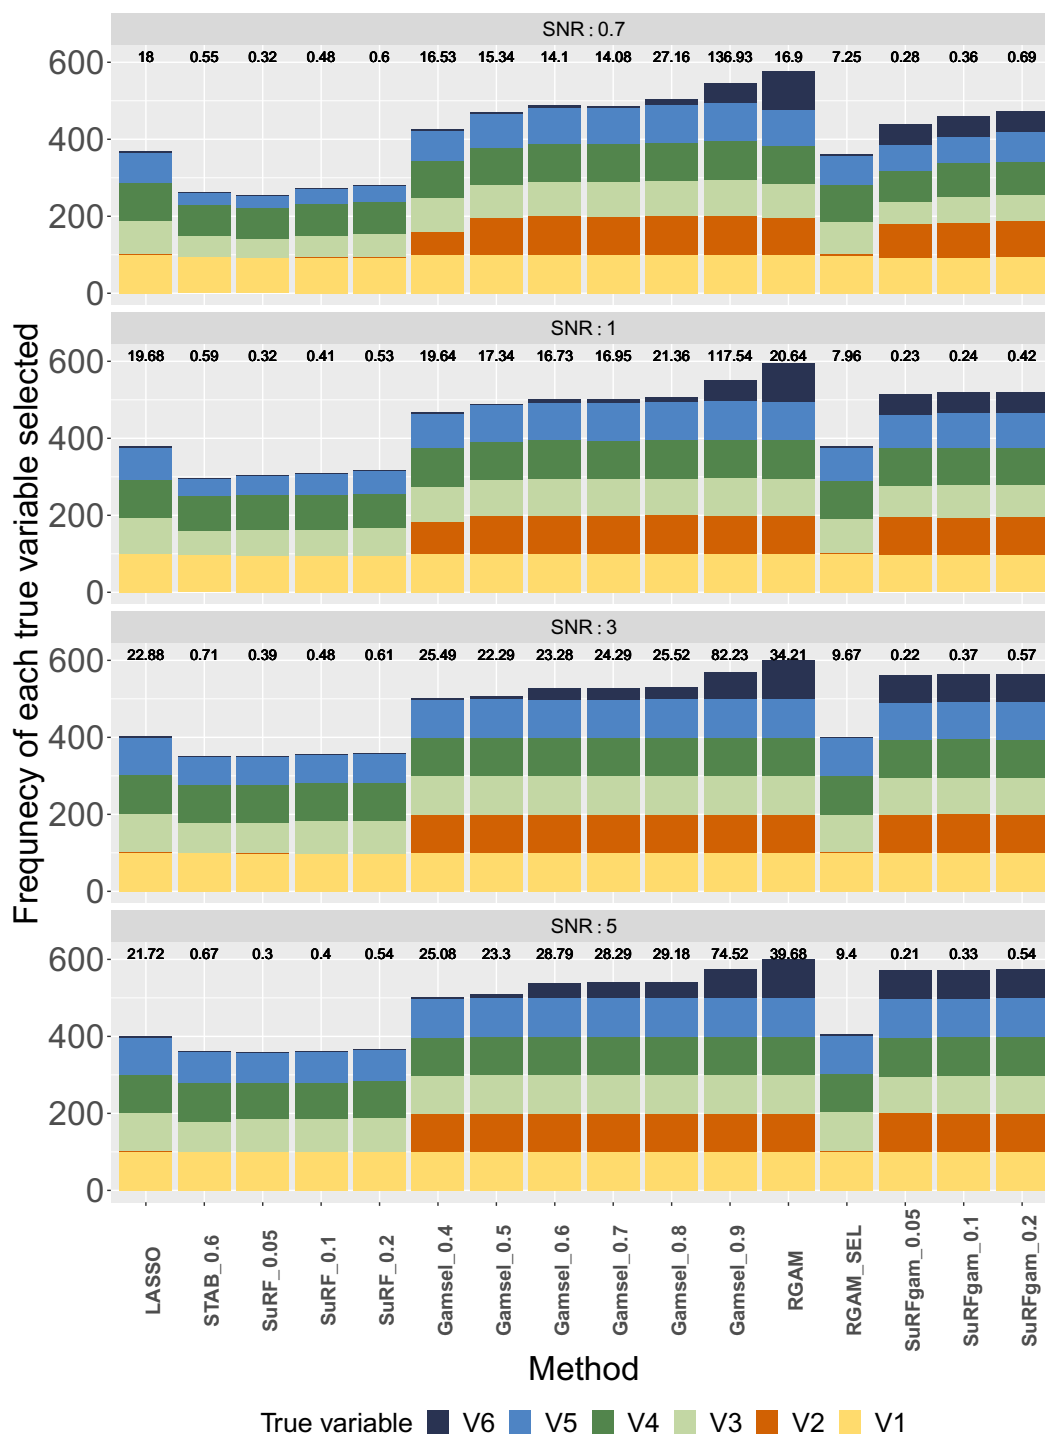 SNR : 0.7
600 18 0.55 0.32 0.48 0.6 16.53 15.34 14.1 14.08 27.16 136.93 16.9 7.25 0.28 0.36 0.69
400
200
0
SNR : 1
600 19.68 0.59 0.32 0.41 0.53 19.64 17.34 16.73 16.95 21.36 117.54 20.64 7.96 0.23 0.24 0.42
400
200
0
SNR : 3
600 22.88 0.71 0.39 0.48 0.61 25.49 22.29 23.28 24.29 25.52 82.23 34.21 9.67 0.22 0.37 0.57
400
200
0
SNR : 5
600 21.72 0.67 0.3 0.4 0.54 25.08 23.3 28.79 28.29 29.18 74.52 39.68 9.4 0.21 0.33 0.54
400
200
0
Frequnecy of each true variable selected
LASSO
STAB_0.6
SuRF_0.05
SuRF_0.1
SuRF_0.2
Gamsel_0.4
Gamsel_0.5
Gamsel_0.6
Gamsel_0.7
Gamsel_0.8
Gamsel_0.9
RGAM
RGAM_SEL
SuRFgam_0.05
SuRFgam_0.1
SuRFgam_0.2
Method
True variable V6 V5 V4 V3 V2 V1